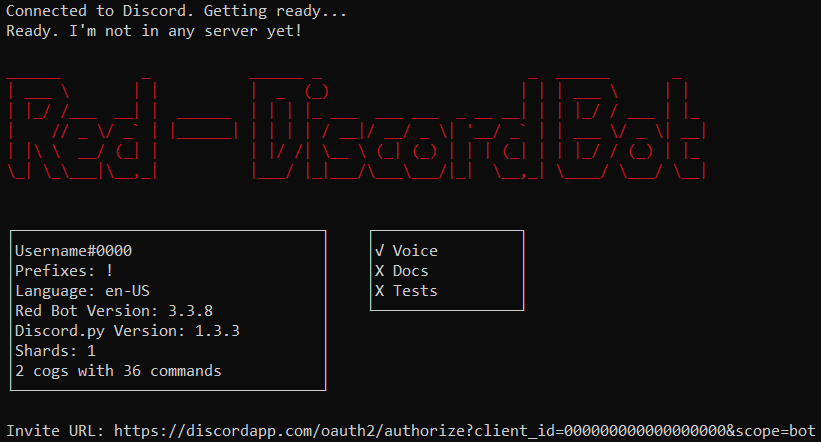 Connected to Discord. Getting ready...
Ready. I'm not in any server yet!
Red - DiscordBot
Username#0000
Prefixes: !
Language: en-US
Red Bot Version: 3.3.8
Discord.py Version: 1.3.3
Shards: 1
2 cogs with 36 commands
√ Voice
X Docs
X Tests
Invite URL: https://discordapp.com/oauth2/authorize?client_id=000000000000000000&scope=bot